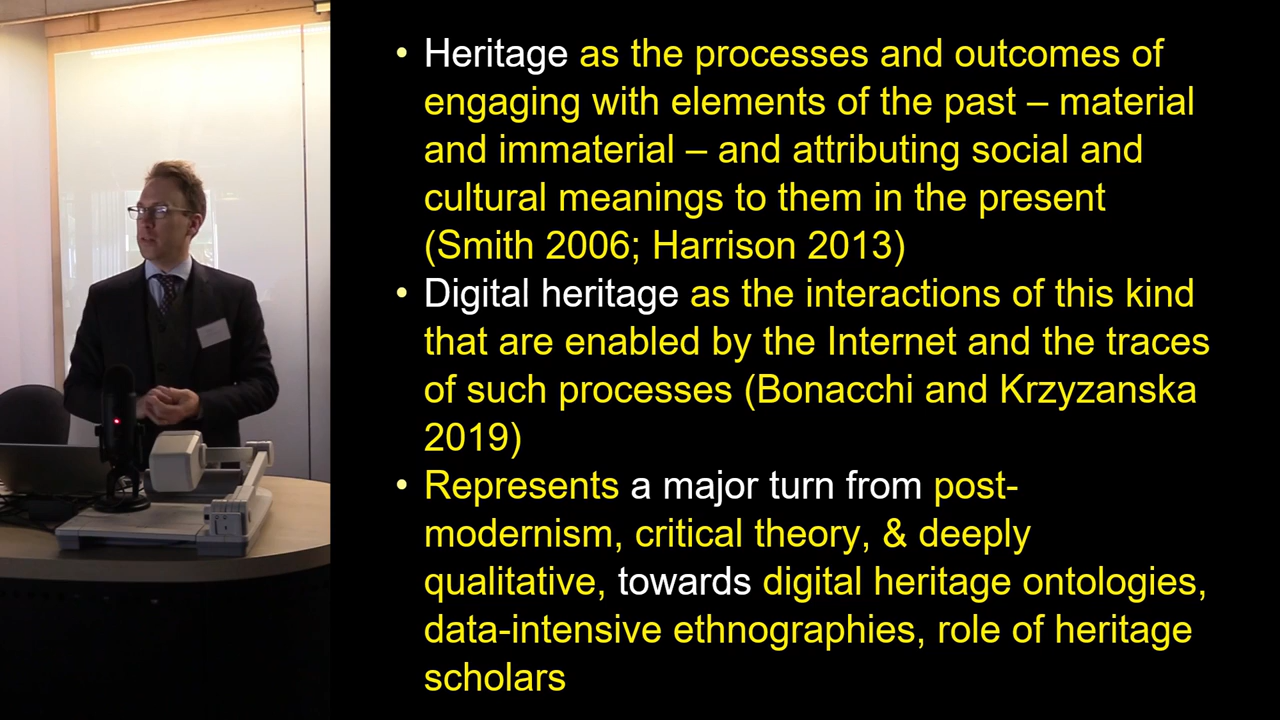 • Heritage as the processes and outcomes of
engaging with elements of the past – material
and immaterial – and attributing social and
cultural meanings to them in the present
(Smith 2006; Harrison 2013)
• Digital heritage as the interactions of this kind
that are enabled by the Internet and the traces
of such processes (Bonacchi and Krzyzanska
2019)
• Represents a major turn from post-
modernism, critical theory, & deeply
qualitative, towards digital heritage ontologies,
data-intensive ethnographies, role of heritage
scholars